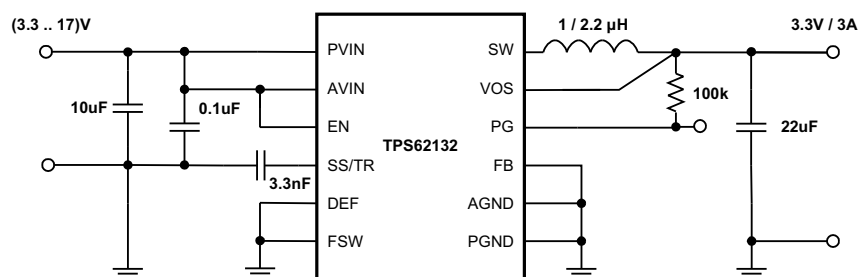 (3.3 .. 17)V
1 / 2.2 µH
3.3V / 3A
PVIN
SW
AVIN
VOS
10uF
0.1uF
100k
EN
PG
22uF
TPS62132
SS/TR
FB
3.3nF
DEF
AGND
FSW
PGND